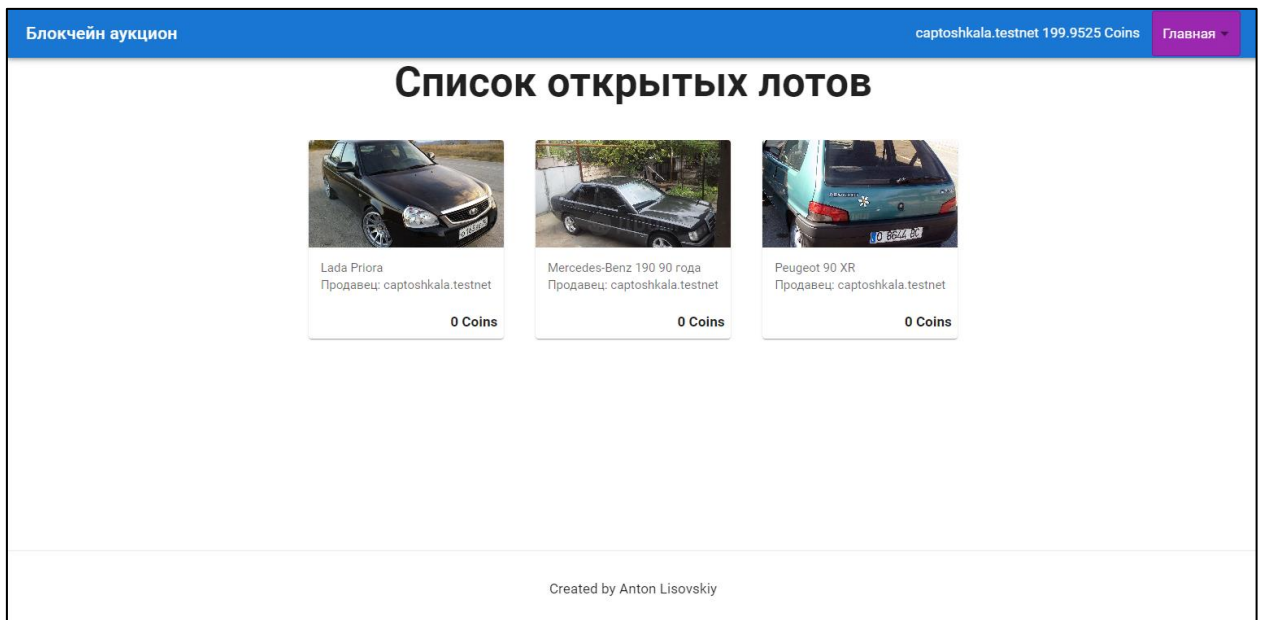 Блокчейн аукцион
captoshkala.testnet 199.9525 Coins
Главная
Список открытых лотов
Lada Priora
Продавец: captoshkala.testnet
0 Coins
Mercedes-Benz 190 90 года
Продавец: captoshkala.testnet
0 Coins
Peugeot 90 XR
Продавец: captoshkala.testnet
0 Coins
Created by Anton Lisovskiy